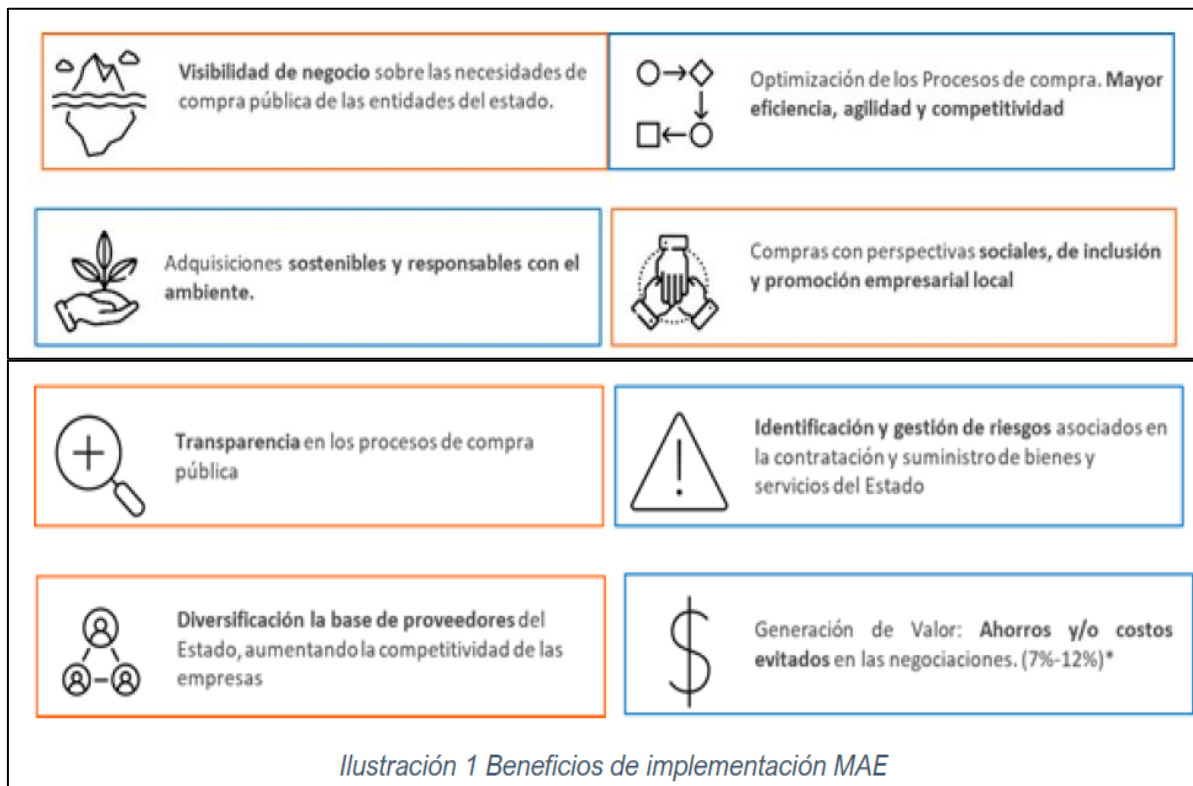 Visibilidad de negocio sobre las necesidades de
compra pública de las entidades del estado.
Optimización de los Procesos de compra. Mayor
eficiencia, agilidad y competitividad
Adquisiciones sostenibles y responsables con el
ambiente.
Compras con perspectivas sociales, de inclusión
y promoción empresarial local
Transparencia en los procesos de compra
pública
Identificación y gestión de riesgos asociados en
la contratación y suministro de bienes y
servicios del Estado
Diversificación la base de proveedores del
Estado, aumentando la competitividad de las
empresas
Generación de Valor: Ahorros y/o costos
evitados en las negociaciones. (7%-12%)*
Ilustración 1 Beneficios de implementación MAE